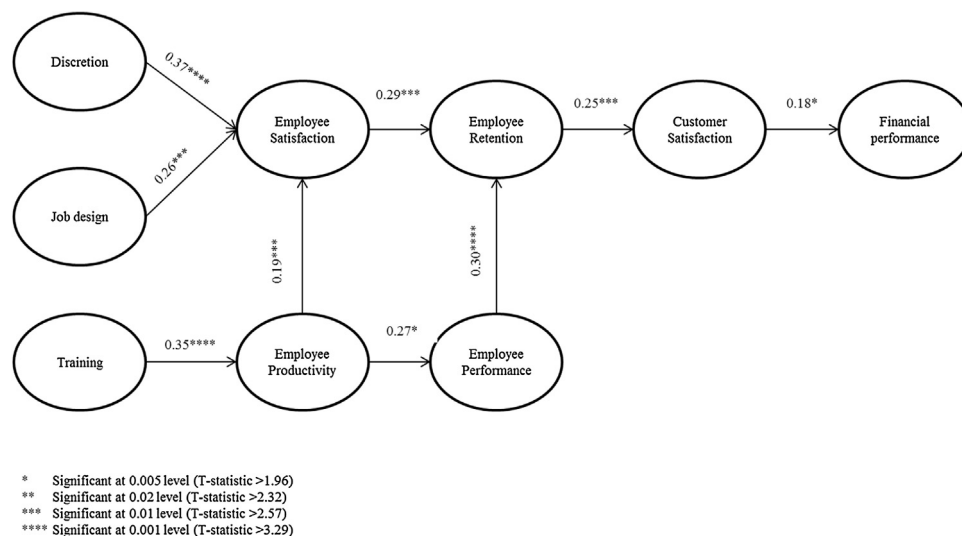 Discretion
0.37****
Employee
Satisfaction
0.29***
Employee
Retention
0.25***
Customer
Satisfaction
0.18*
Financial
performance
0.26***
Job design
0.19***
0.30****
Training
0.35****
Employee
Productivity
0.27*
Employee
Performance
* Significant at 0.005 level (T-statistic >1.96)
** Significant at 0.02 level (T-statistic >2.32)
*** Significant at 0.01 level (T-statistic >2.57)
**** Significant at 0.001 level (T-statistic >3.29)